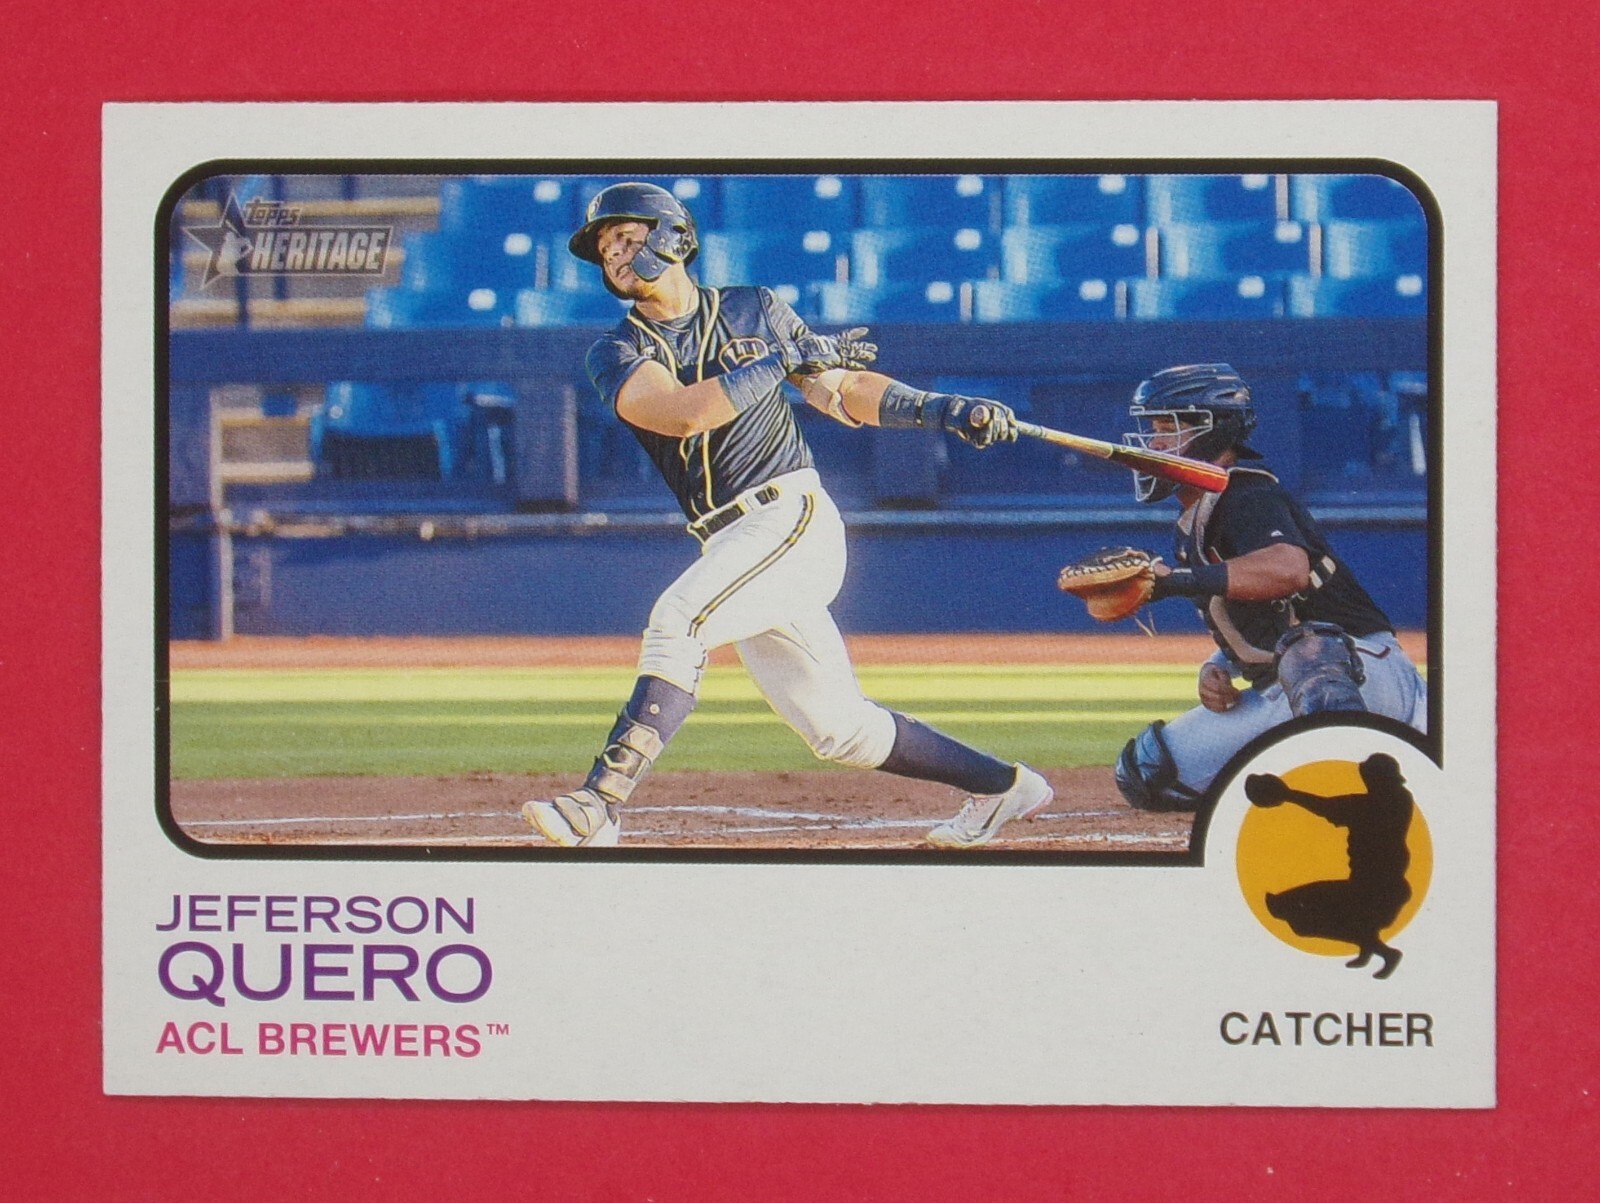 Topps
HERITAGE
JEFERSON
QUERO
ACL BREWERS™
CATCHER